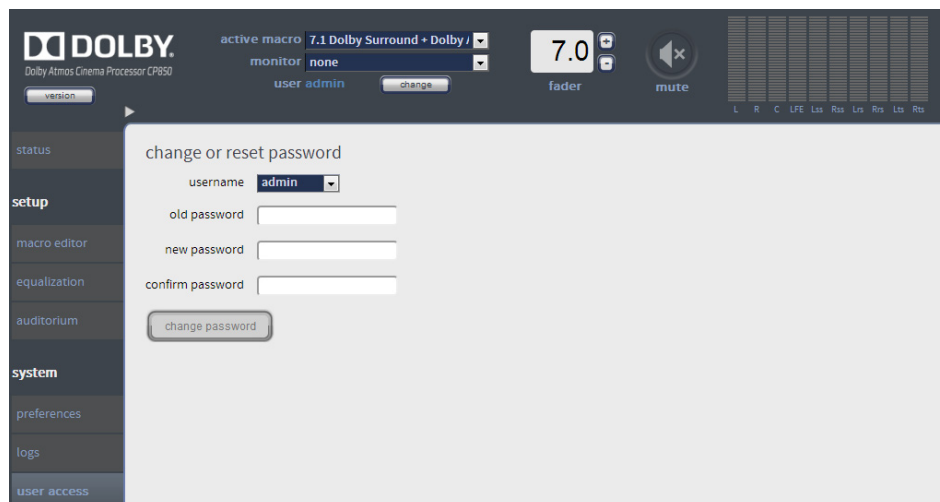 DOLBY.
Dolby Atmos Cinema Processor CP850
version
active macro 7.1 Dolby Surround + Dolby /
monitor none
user admin change
7.0
+
-
fader
mute
L R C LFE Lss Rss Lrs Rrs Lts Rts
status
setup
macro editor
equalization
auditorium
system
preferences
logs
user access
change or reset password
username admin
old password
new password
confirm password
change password